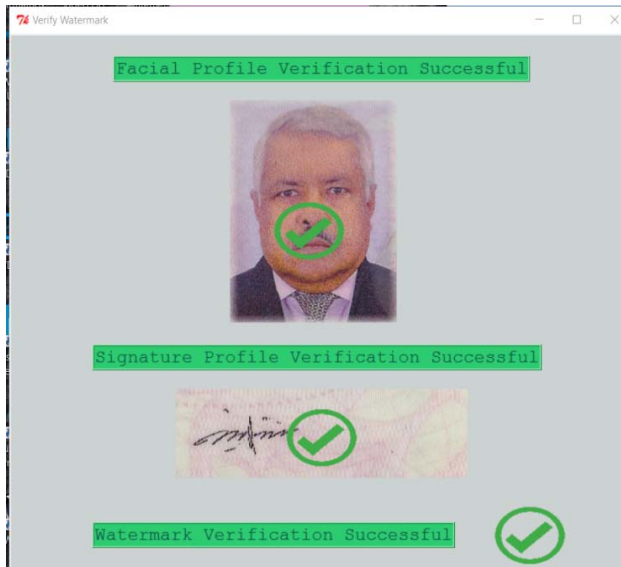 Verify Watermark
Facial Profile Verification Successful
Signature Profile Verification Successful
Watermark Verification Successful